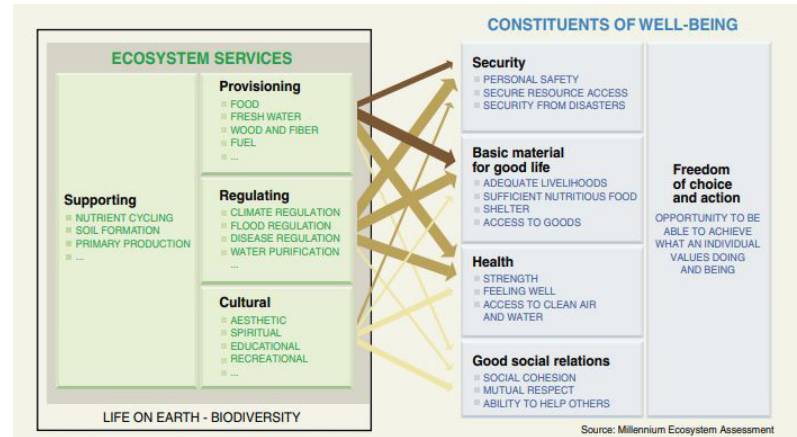 CONSTITUENTS OF WELL-BEING
ECOSYSTEM SERVICES
Supporting
NUTRIENT CYCLING
SOIL FORMATION
PRIMARY PRODUCTION
...
Provisioning
FOOD
FRESH WATER
WOOD AND FIBER
FUEL
...
Regulating
CLIMATE REGULATION
FLOOD REGULATION
DISEASE REGULATION
WATER PURIFICATION
...
Cultural
AESTHETIC
SPIRITUAL
EDUCATIONAL
RECREATIONAL
...
LIFE ON EARTH - BIODIVERSITY
Security
PERSONAL SAFETY
SECURE RESOURCE ACCESS
SECURITY FROM DISASTERS
Basic material
for good life
ADEQUATE LIVELIHOODS
SUFFICIENT NUTRITIOUS FOOD
SHELTER
ACCESS TO GOODS
Health
STRENGTH
FEELING WELL
ACCESS TO CLEAN AIR
AND WATER
Good social relations
SOCIAL COHESION
MUTUAL RESPECT
ABILITY TO HELP OTHERS
Freedom
of choice
and action
OPPORTUNITY TO BE
ABLE TO ACHIEVE
WHAT AN INDIVIDUAL
VALUES DOING
AND BEING
Source: Millennium Ecosystem Assessment